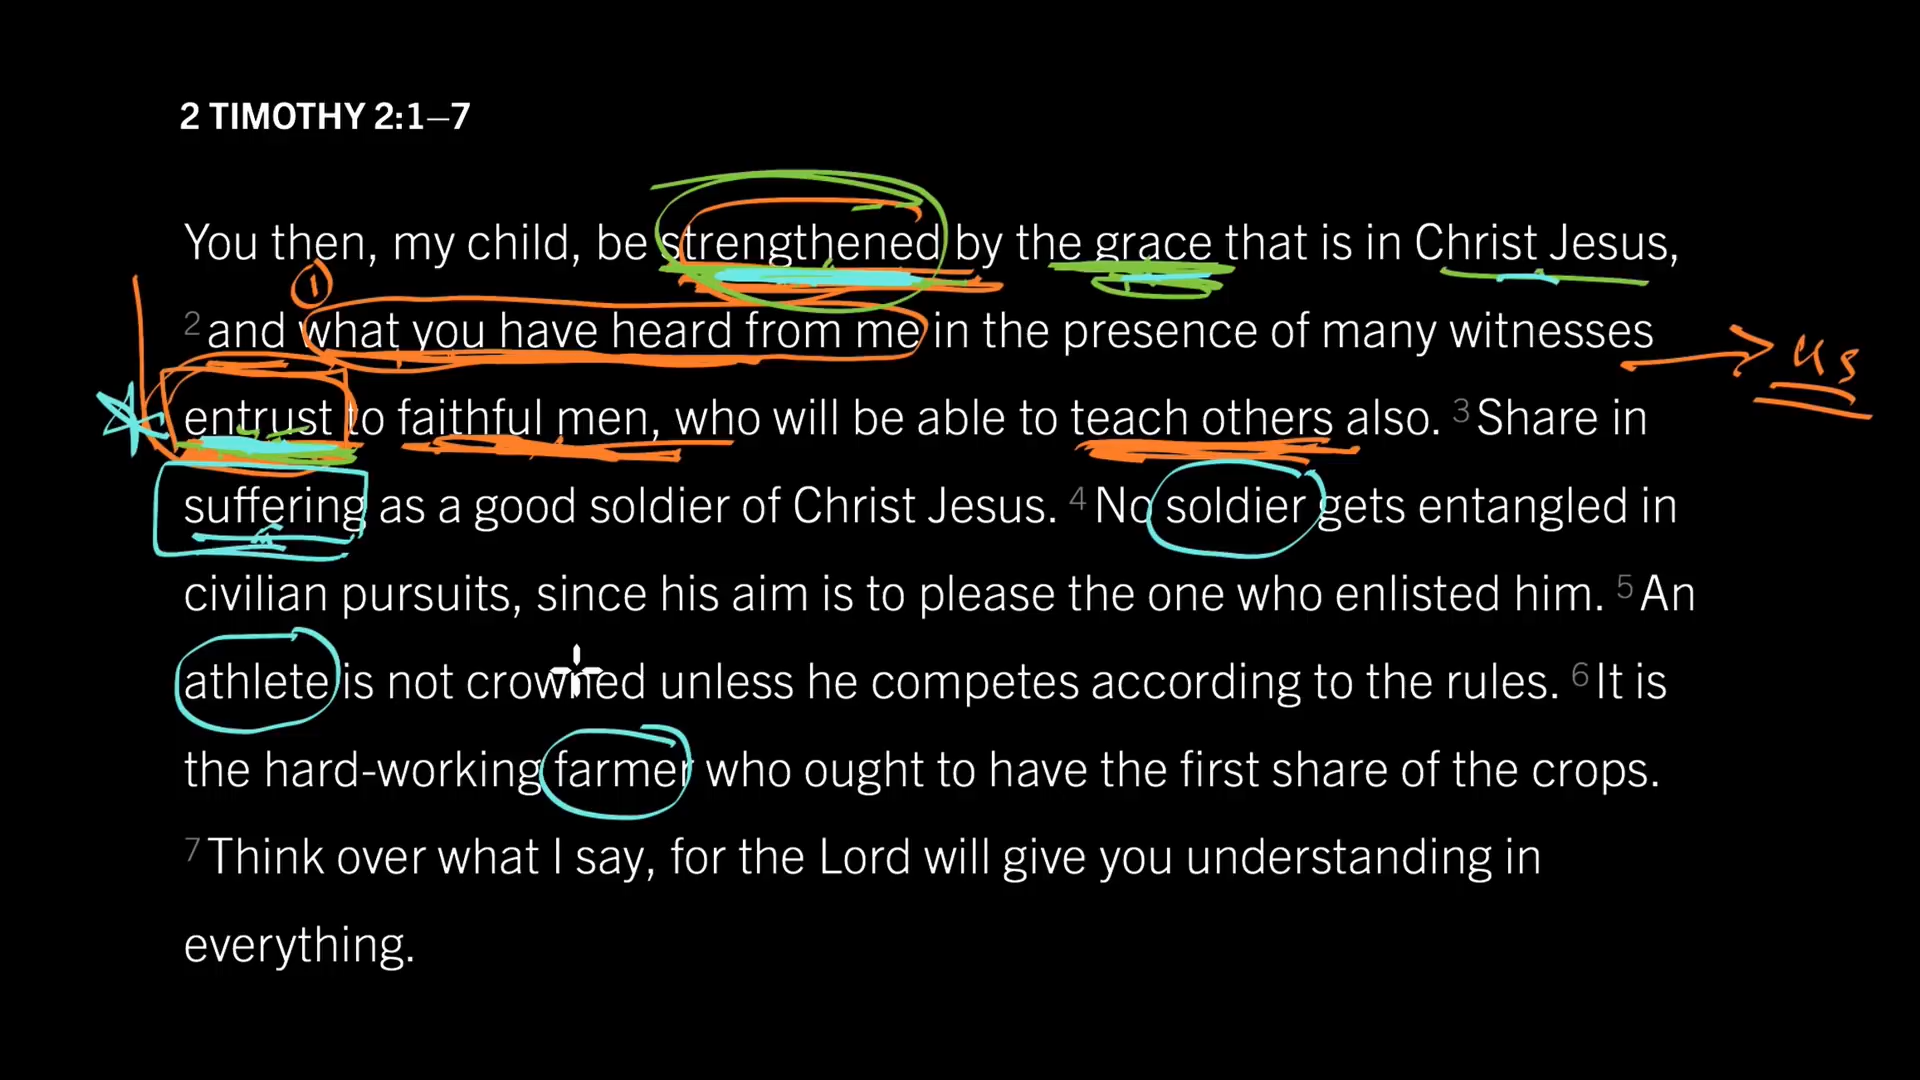 2 TIMOTHY 2:1–7
You then, my child, be strengthened by the grace that is in Christ Jesus,
1
2 and what you have heard from me in the presence of many witnesses
us
entrust to faithful men, who will be able to teach others also. 3 Share in
suffering as a good soldier of Christ Jesus. 4 No soldier gets entangled in
civilian pursuits, since his aim is to please the one who enlisted him. 5 An
athlete is not crowned unless he competes according to the rules. 6 It is
the hard-working farmer who ought to have the first share of the crops.
7 Think over what I say, for the Lord will give you understanding in
everything.